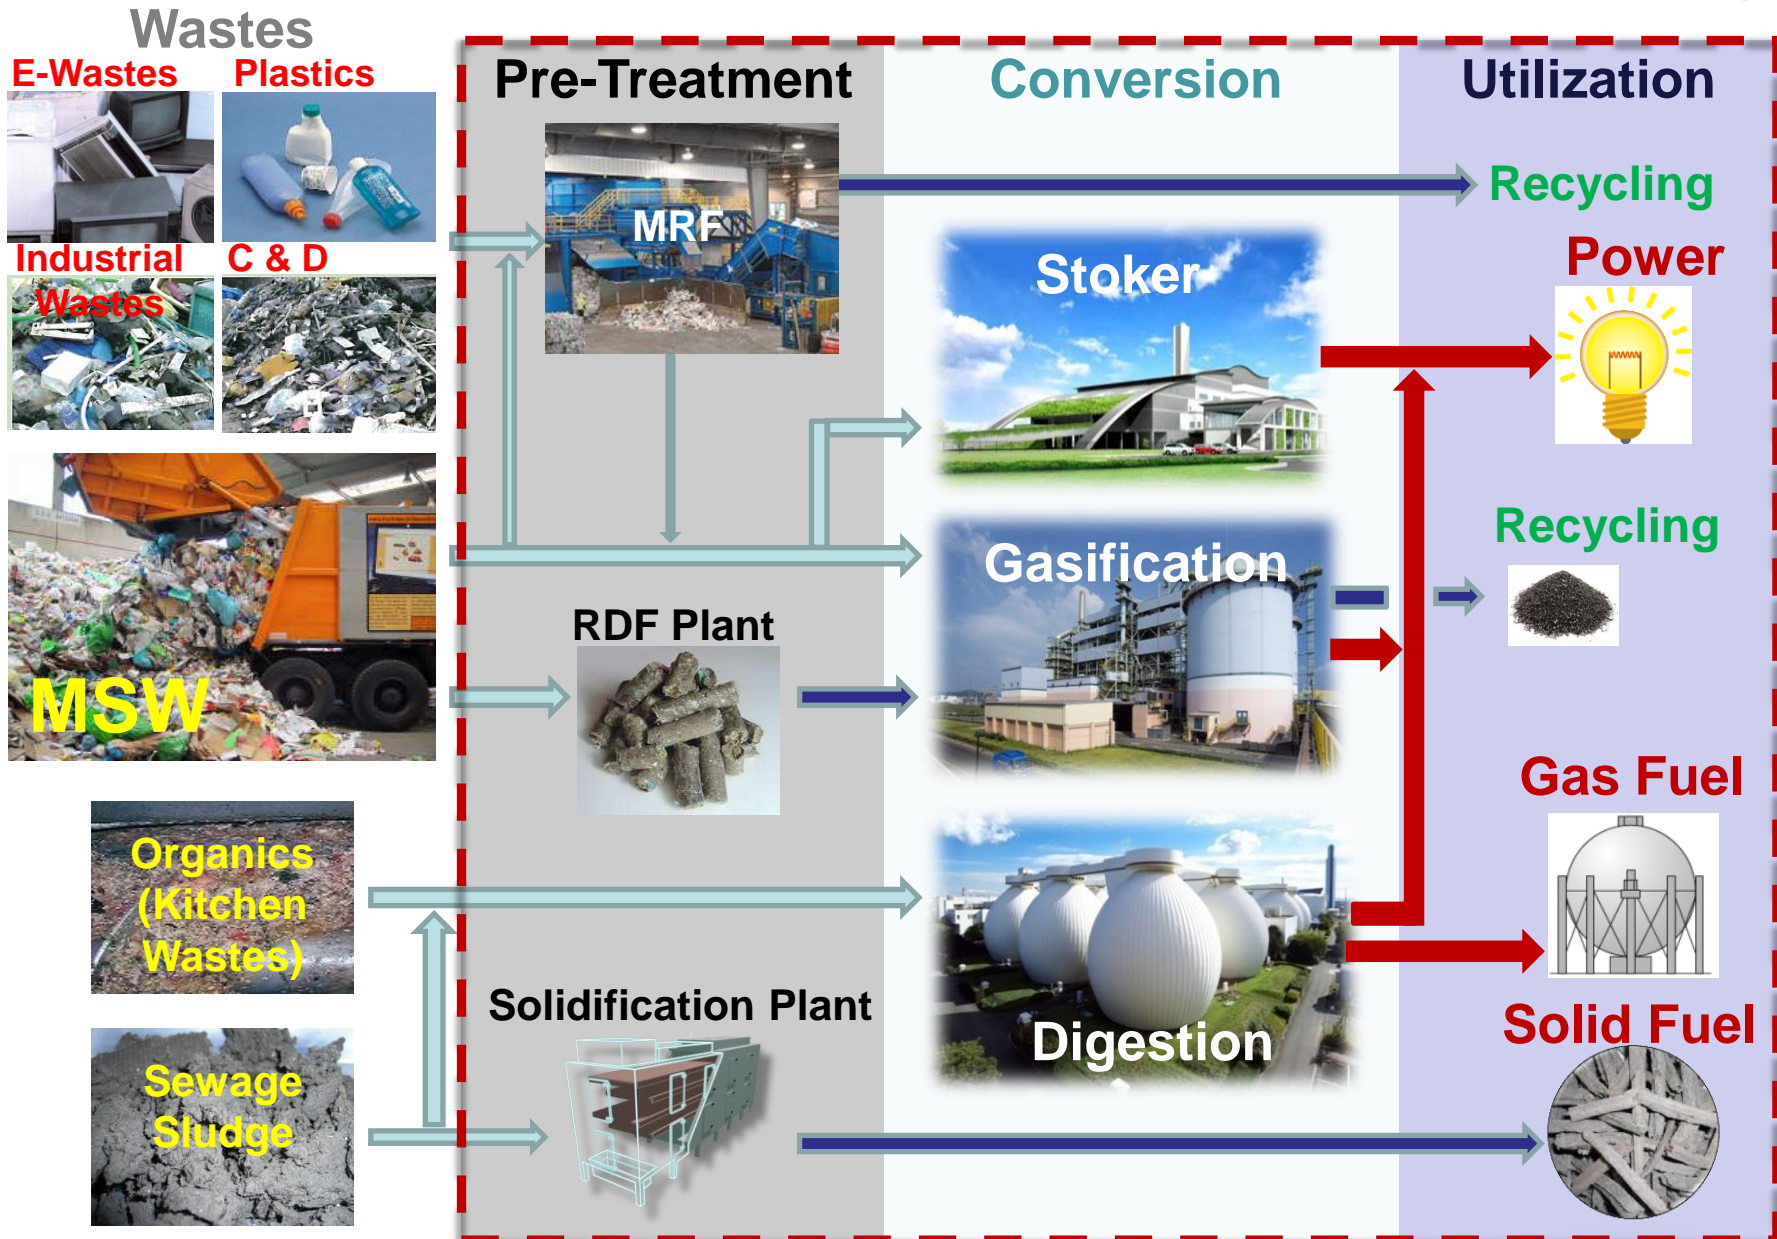 Wastes
E-Wastes
Plastics
Industrial
Wastes
C & D
MSW
Organics
(Kitchen
Wastes)
Sewage
Sludge
Pre-Treatment
MRF
RDF Plant
Solidification Plant
Conversion
Stoker
Gasification
Digestion
Utilization
Recycling
Power
Recycling
Gas Fuel
Solid Fuel